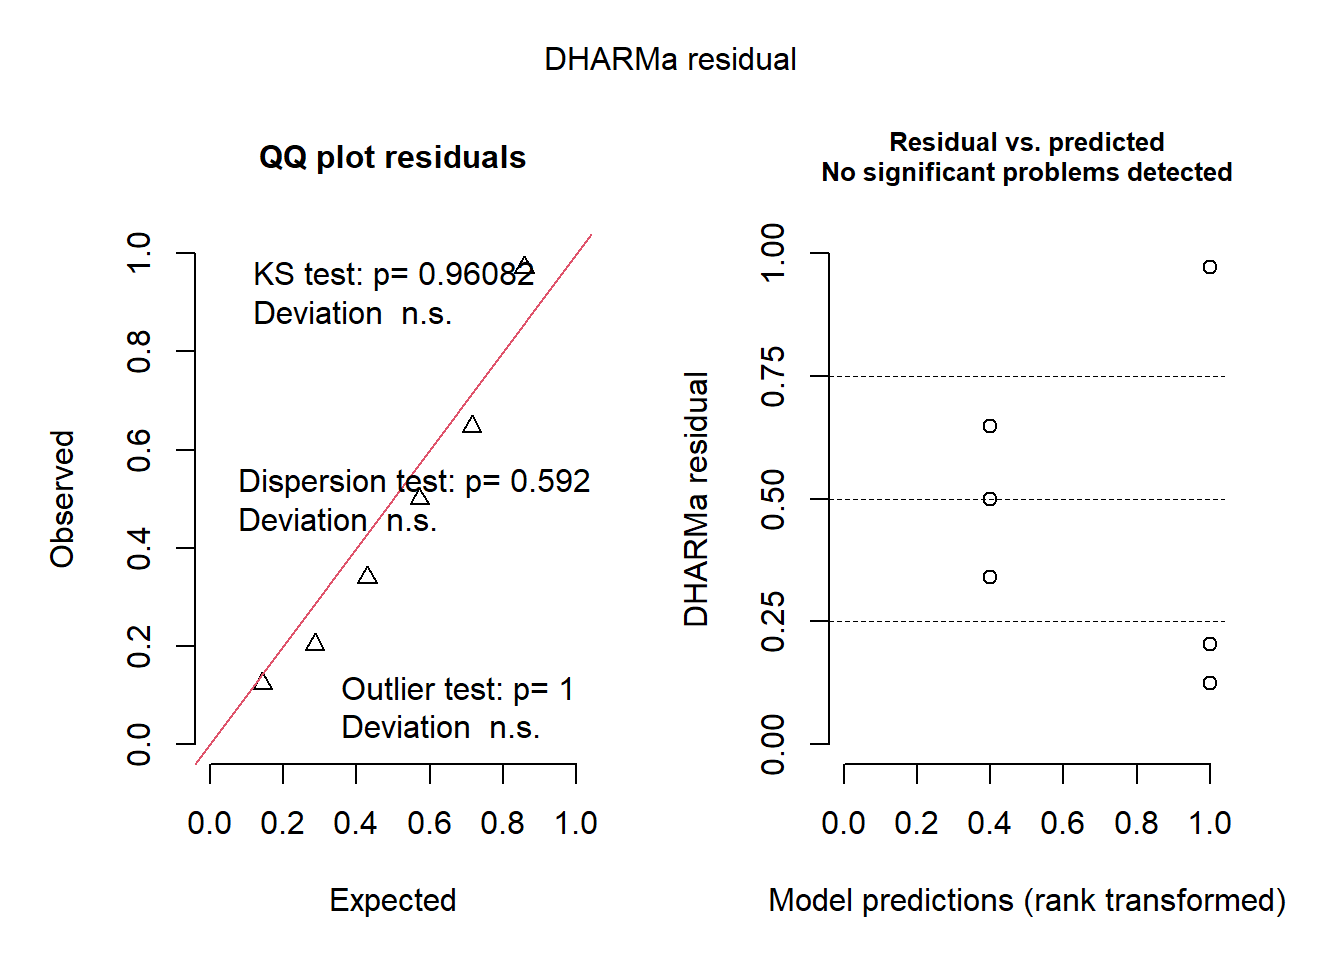 DHARMa residual
QQ plot residuals
KS test: p= 0.96082
Deviation  n.s.
Dispersion test: p= 0.592
Deviation  n.s.
Outlier test: p= 1
Deviation  n.s.
Observed
0.0 0.2 0.4 0.6 0.8 1.0
0.0 0.2 0.4 0.6 0.8 1.0
Expected
Residual vs. predicted
No significant problems detected
DHARMa residual
0.00 0.25 0.50 0.75 1.00
0.0 0.2 0.4 0.6 0.8 1.0
Model predictions (rank transformed)